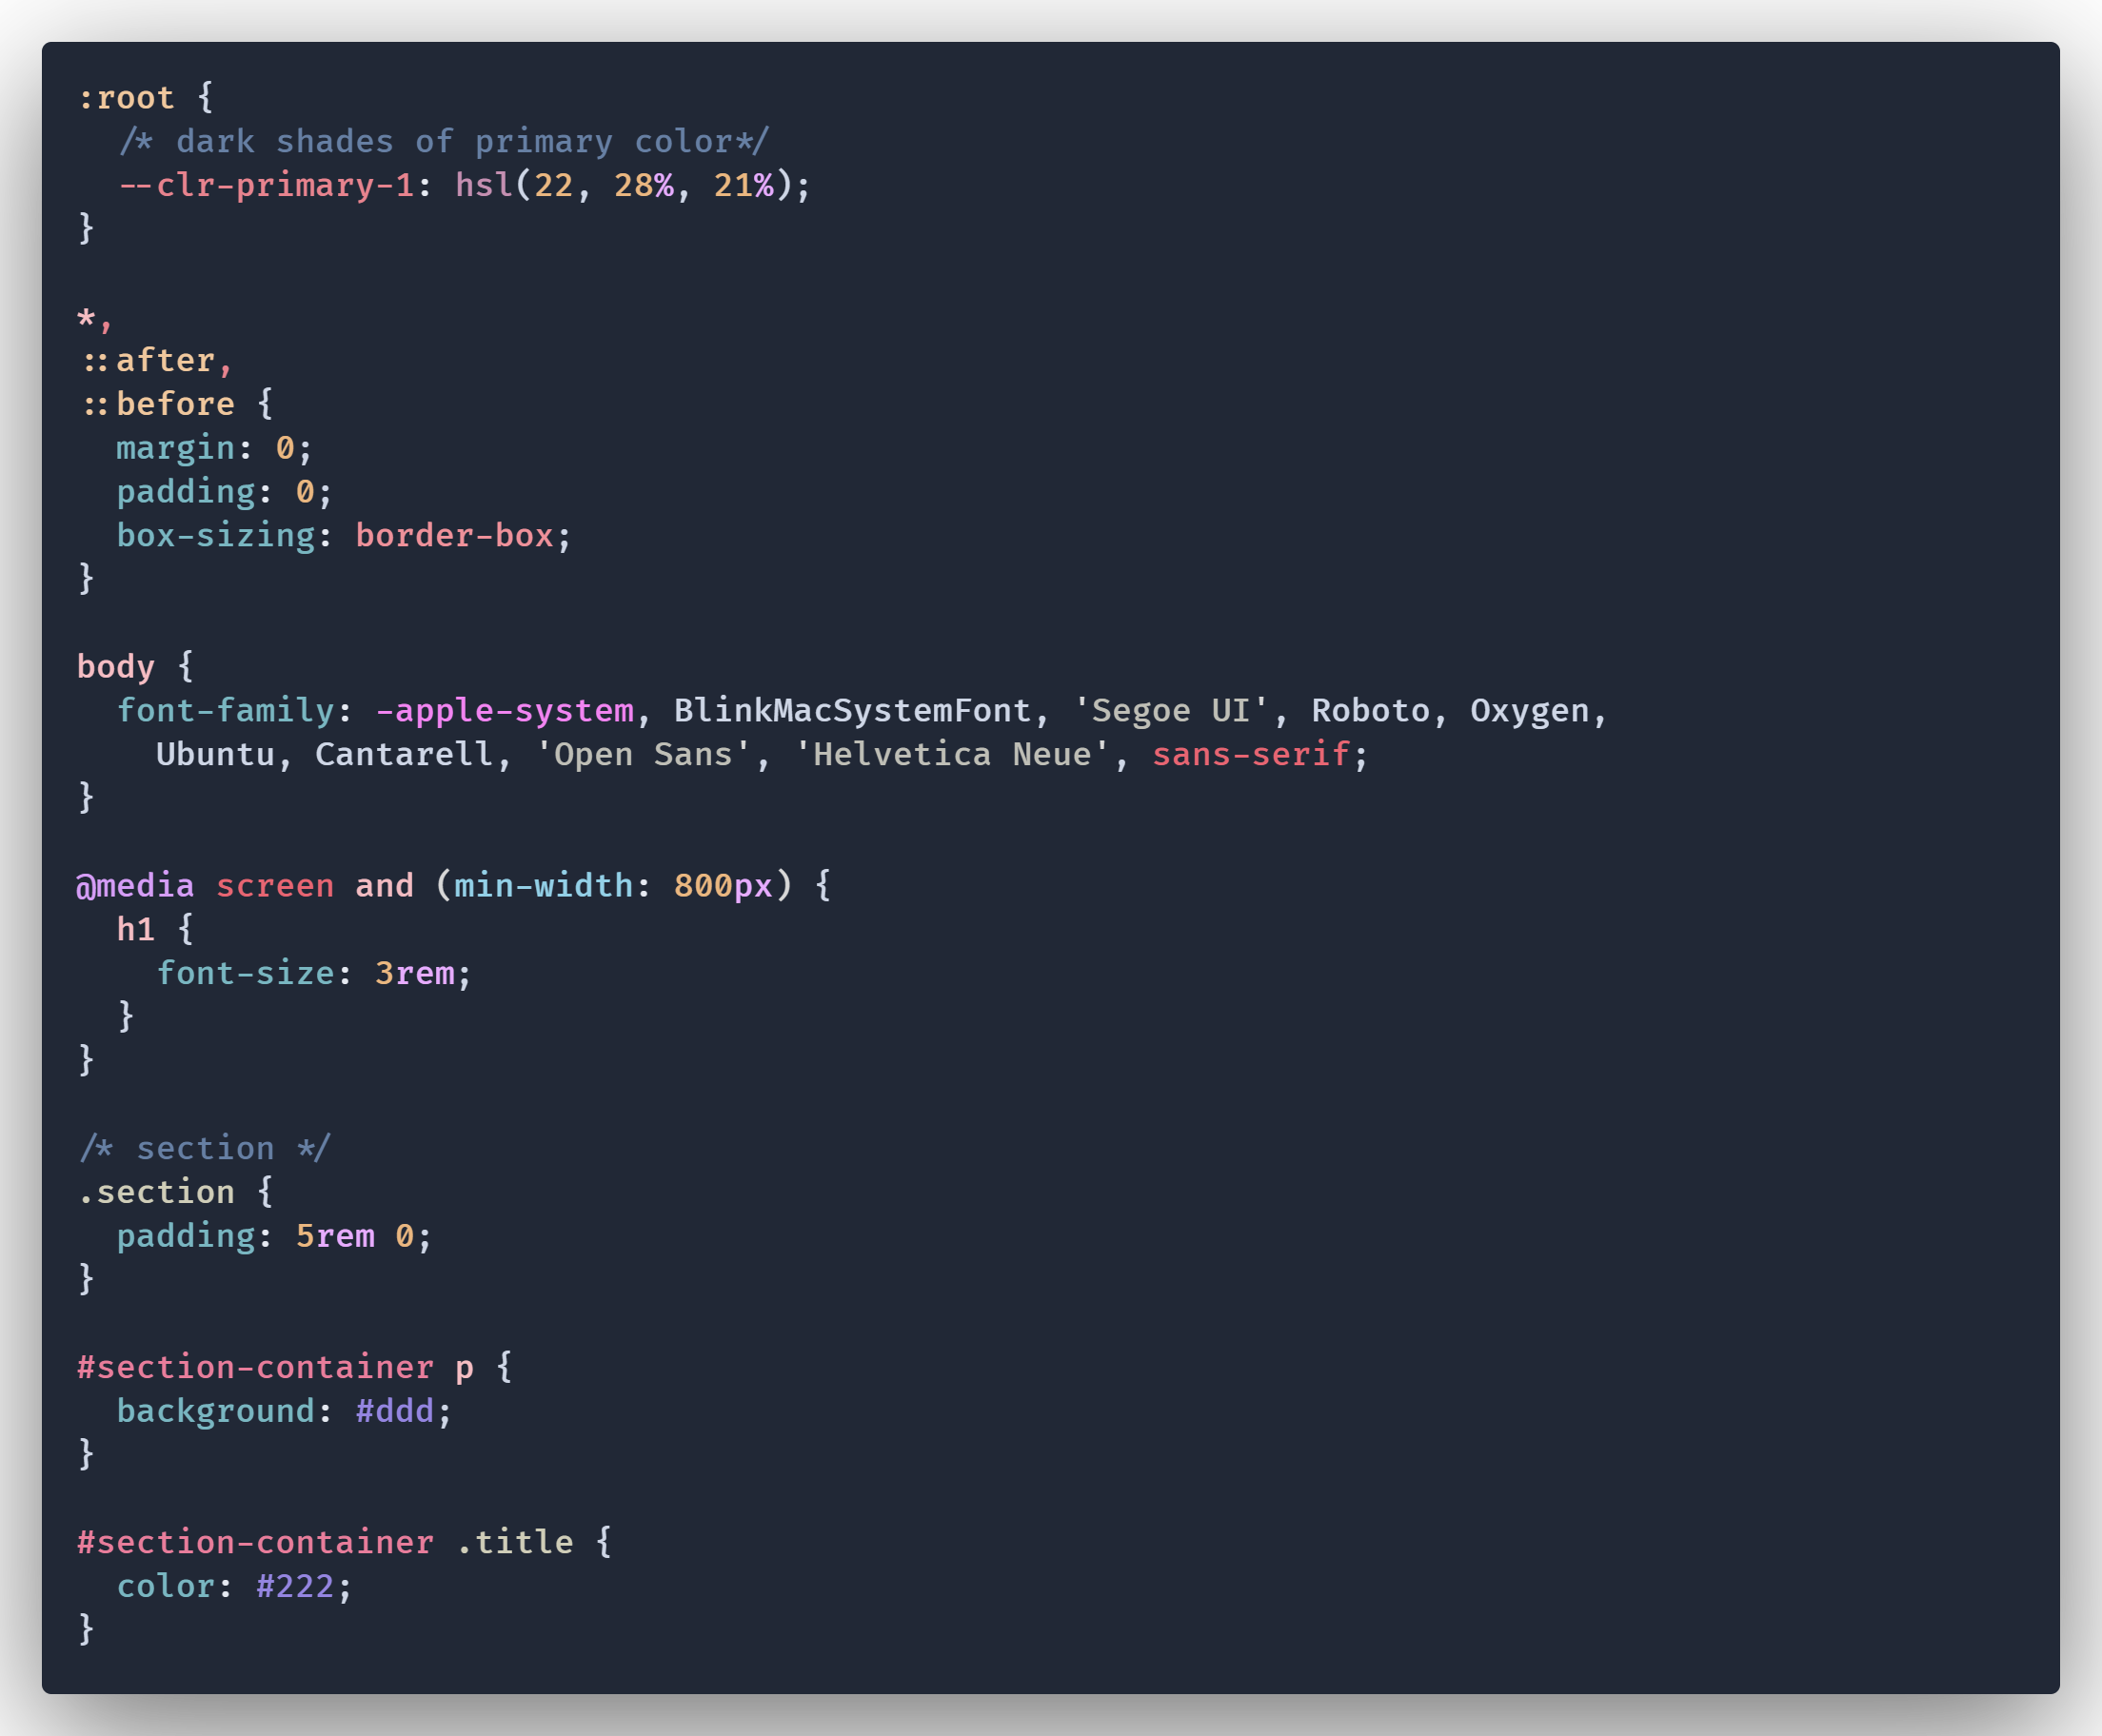 :root {
  /* dark shades of primary color*/
  --clr-primary-1: hsl(22, 28%, 21%);
}

*,
::after,
::before {
  margin: 0;
  padding: 0;
  box-sizing: border-box;
}

body {
  font-family: -apple-system, BlinkMacSystemFont, 'Segoe UI', Roboto, Oxygen,
    Ubuntu, Cantarell, 'Open Sans', 'Helvetica Neue', sans-serif;
}

@media screen and (min-width: 800px) {
  h1 {
    font-size: 3rem;
  }
}

/* section */
.section {
  padding: 5rem 0;
}

#section-container p {
  background: #ddd;
}

#section-container .title {
  color: #222;
}